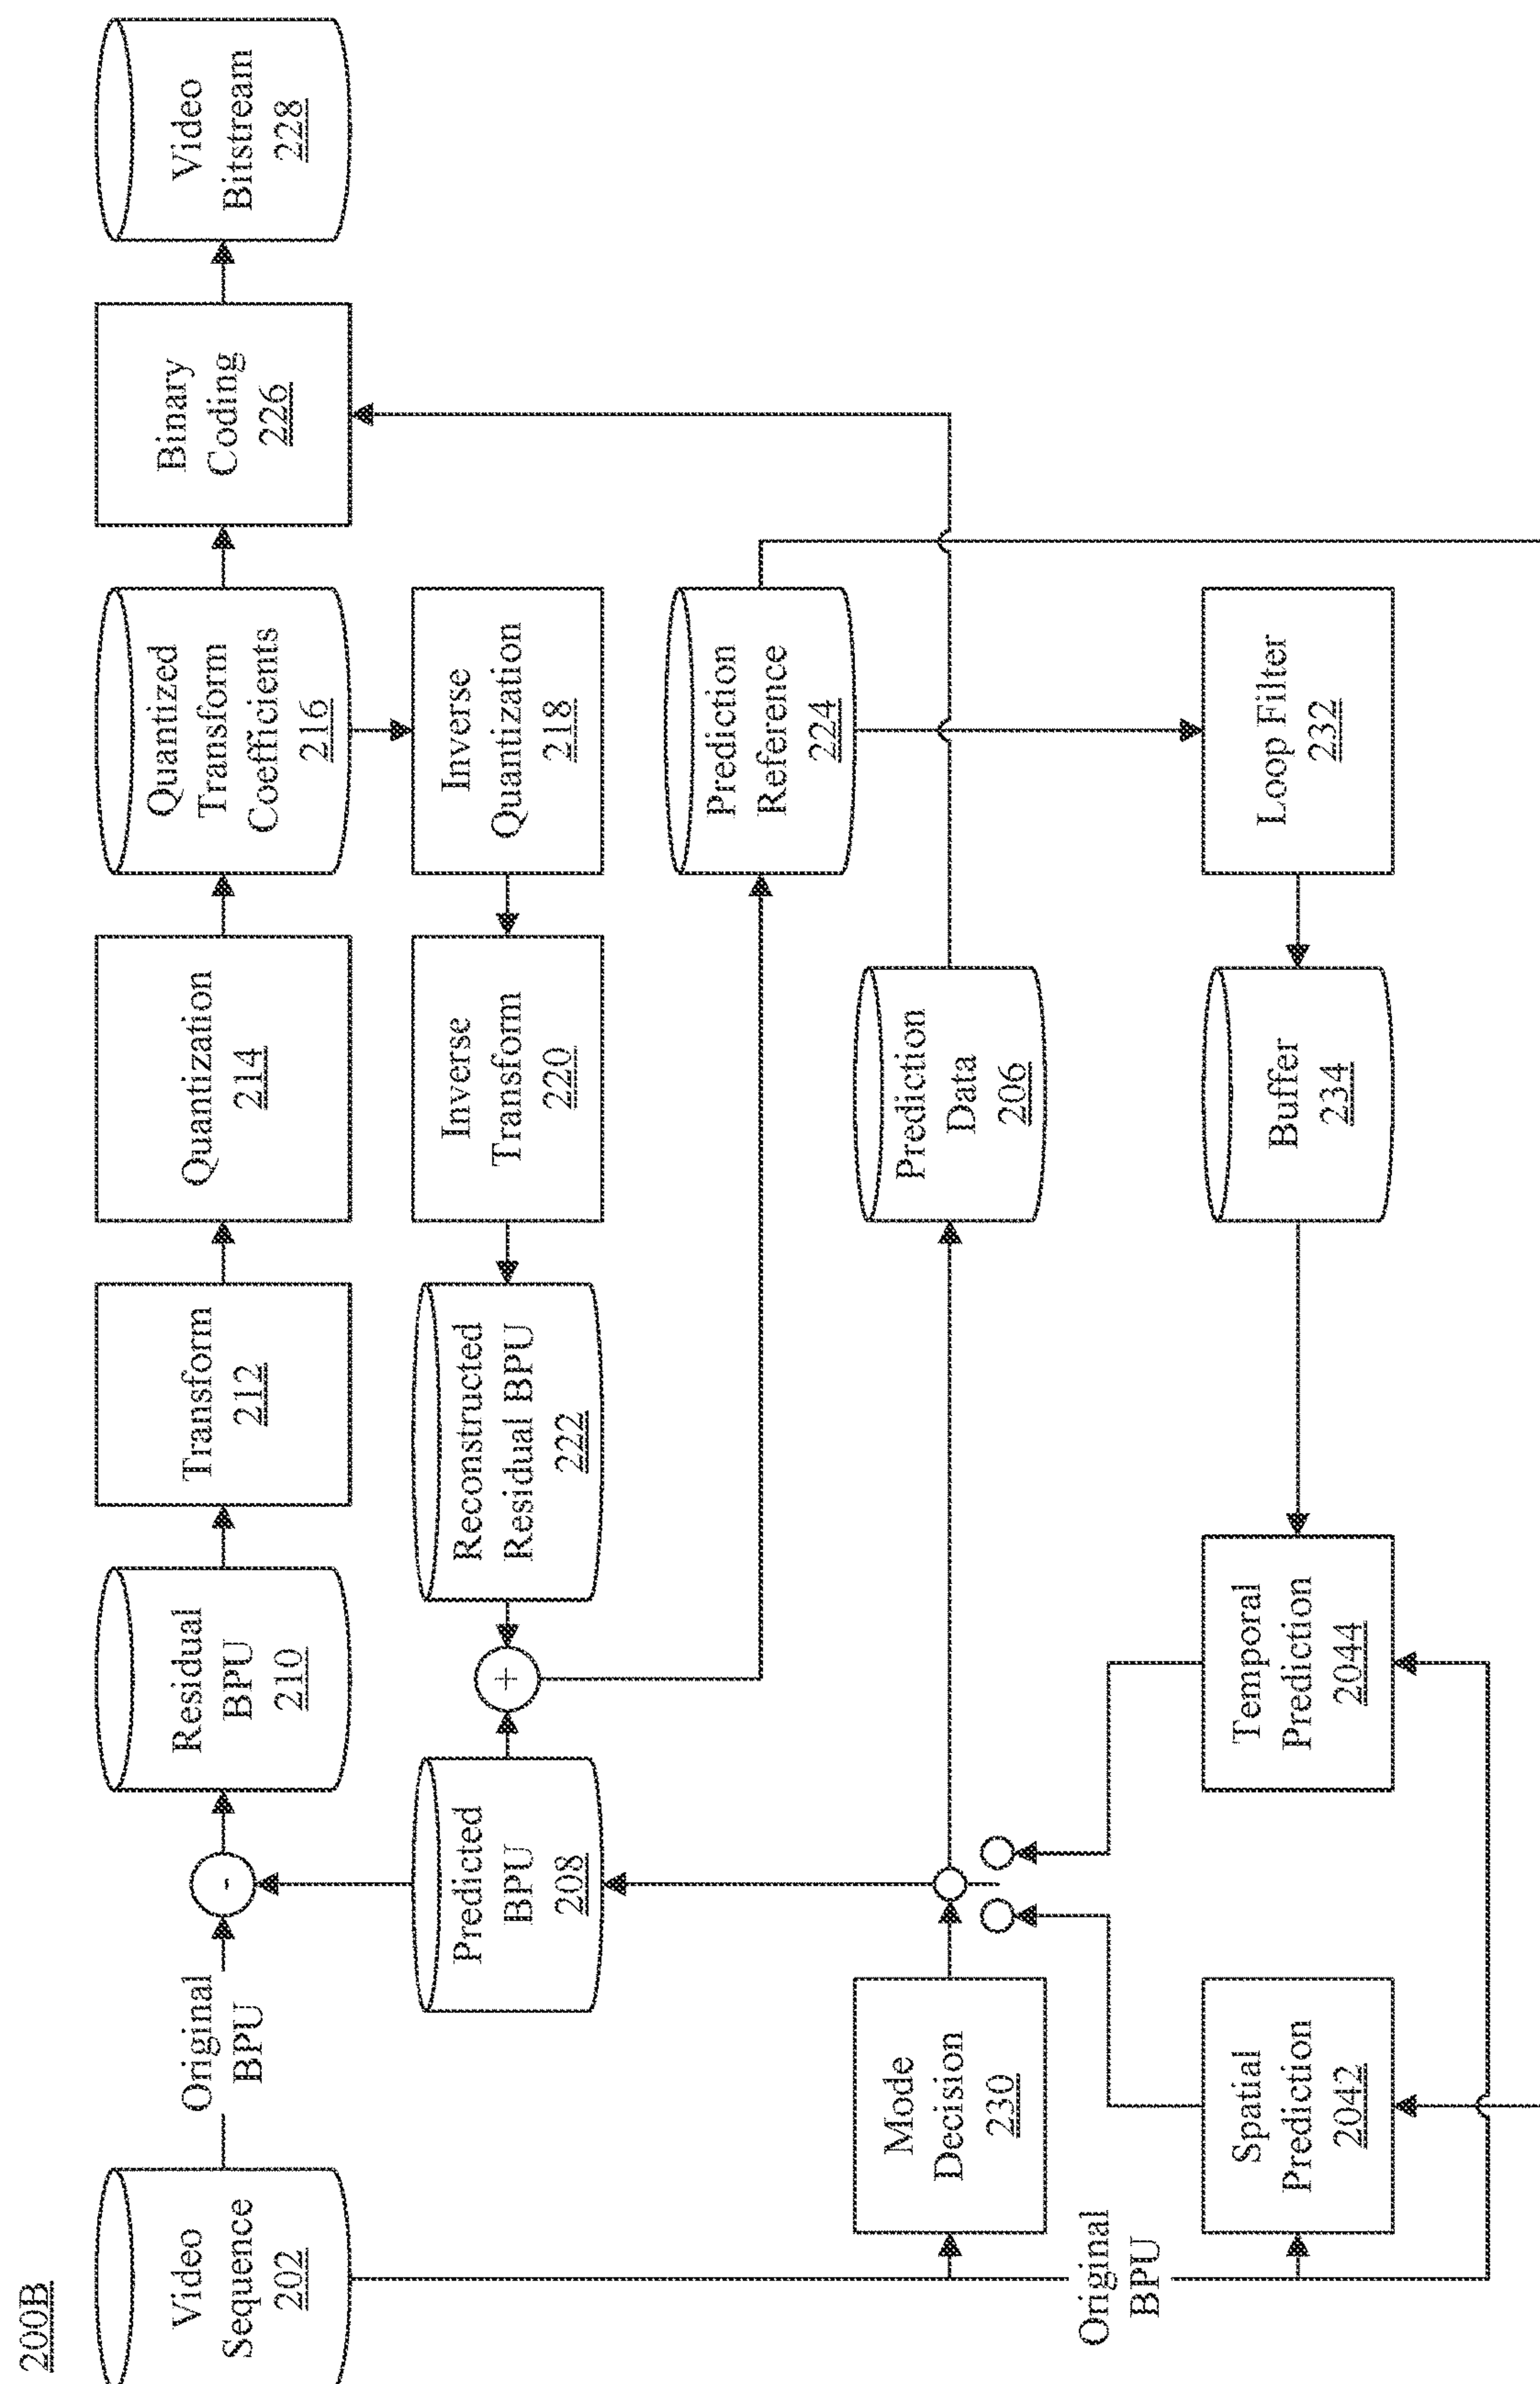 200B
Video
Sequence
202
Original
BPU
-
Residual
BPU
210
Transform
212
Quantization
214
Quantized
Transform
Coefficients
216
Binary
Coding
226
Video
Bitstream
228
Predicted
BPU
208
+
Reconstructed
Residual BPU
222
Inverse
Transform
220
Inverse
Quantization
218
Prediction
Reference
224
Mode
Decision
230
Prediction
Data
206
Original
BPU
Spatial
Prediction
2042
Temporal
Prediction
2044
Buffer
234
Loop Filter
232